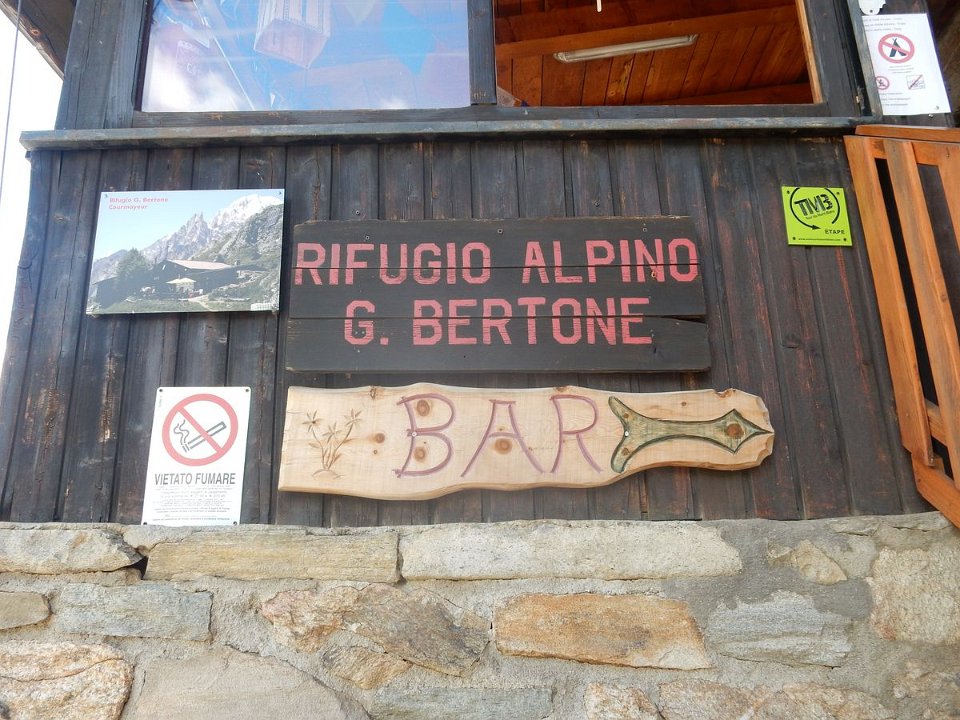 Rifugio G. Bertone
Courmayeur
RIFUGIO ALPINO
G. BERTONE
TMB
ETAPE
BAR
VIETATO FUMARE